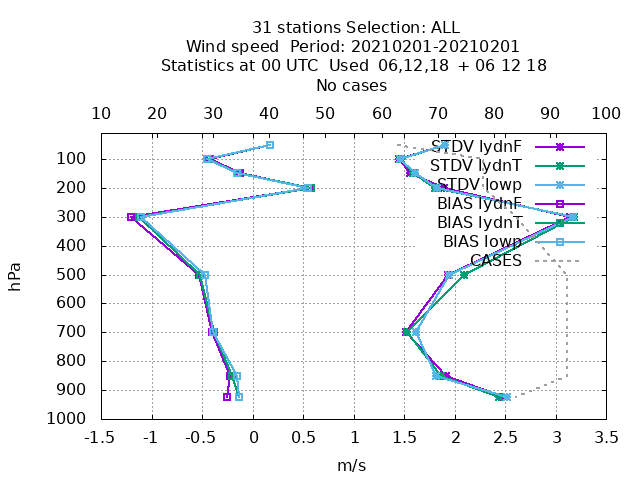 31 stations Selection: ALL
Wind speed  Period: 20210201-20210201
Statistics at 00 UTC  Used  06,12,18  + 06 12 18
No cases
10 20 30 40 50 60 70 80 90 100
STDV lydnF
STDV lydnT
STDV lowp
BIAS lydnF
BIAS lydnT
BIAS lowp
CASES
100
200
300
400
500
600
700
800
900
1000
hPa
-1.5 -1 -0.5 0 0.5 1 1.5 2 2.5 3 3.5
m/s